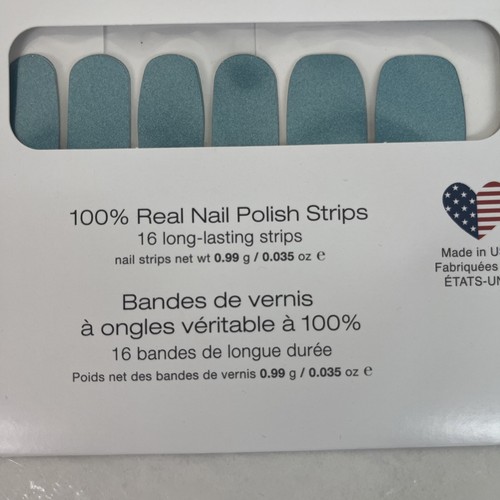 100% Real Nail Polish Strips
16 long-lasting strips
nail strips net wt 0.99 g / 0.035 oz ℮
Made in
Fabriquées
Bandes de vernis
à ongles véritable à 100%
16 bandes de longue durée
Poids net des bandes de vernis 0.99 g / 0.035 oz ℮